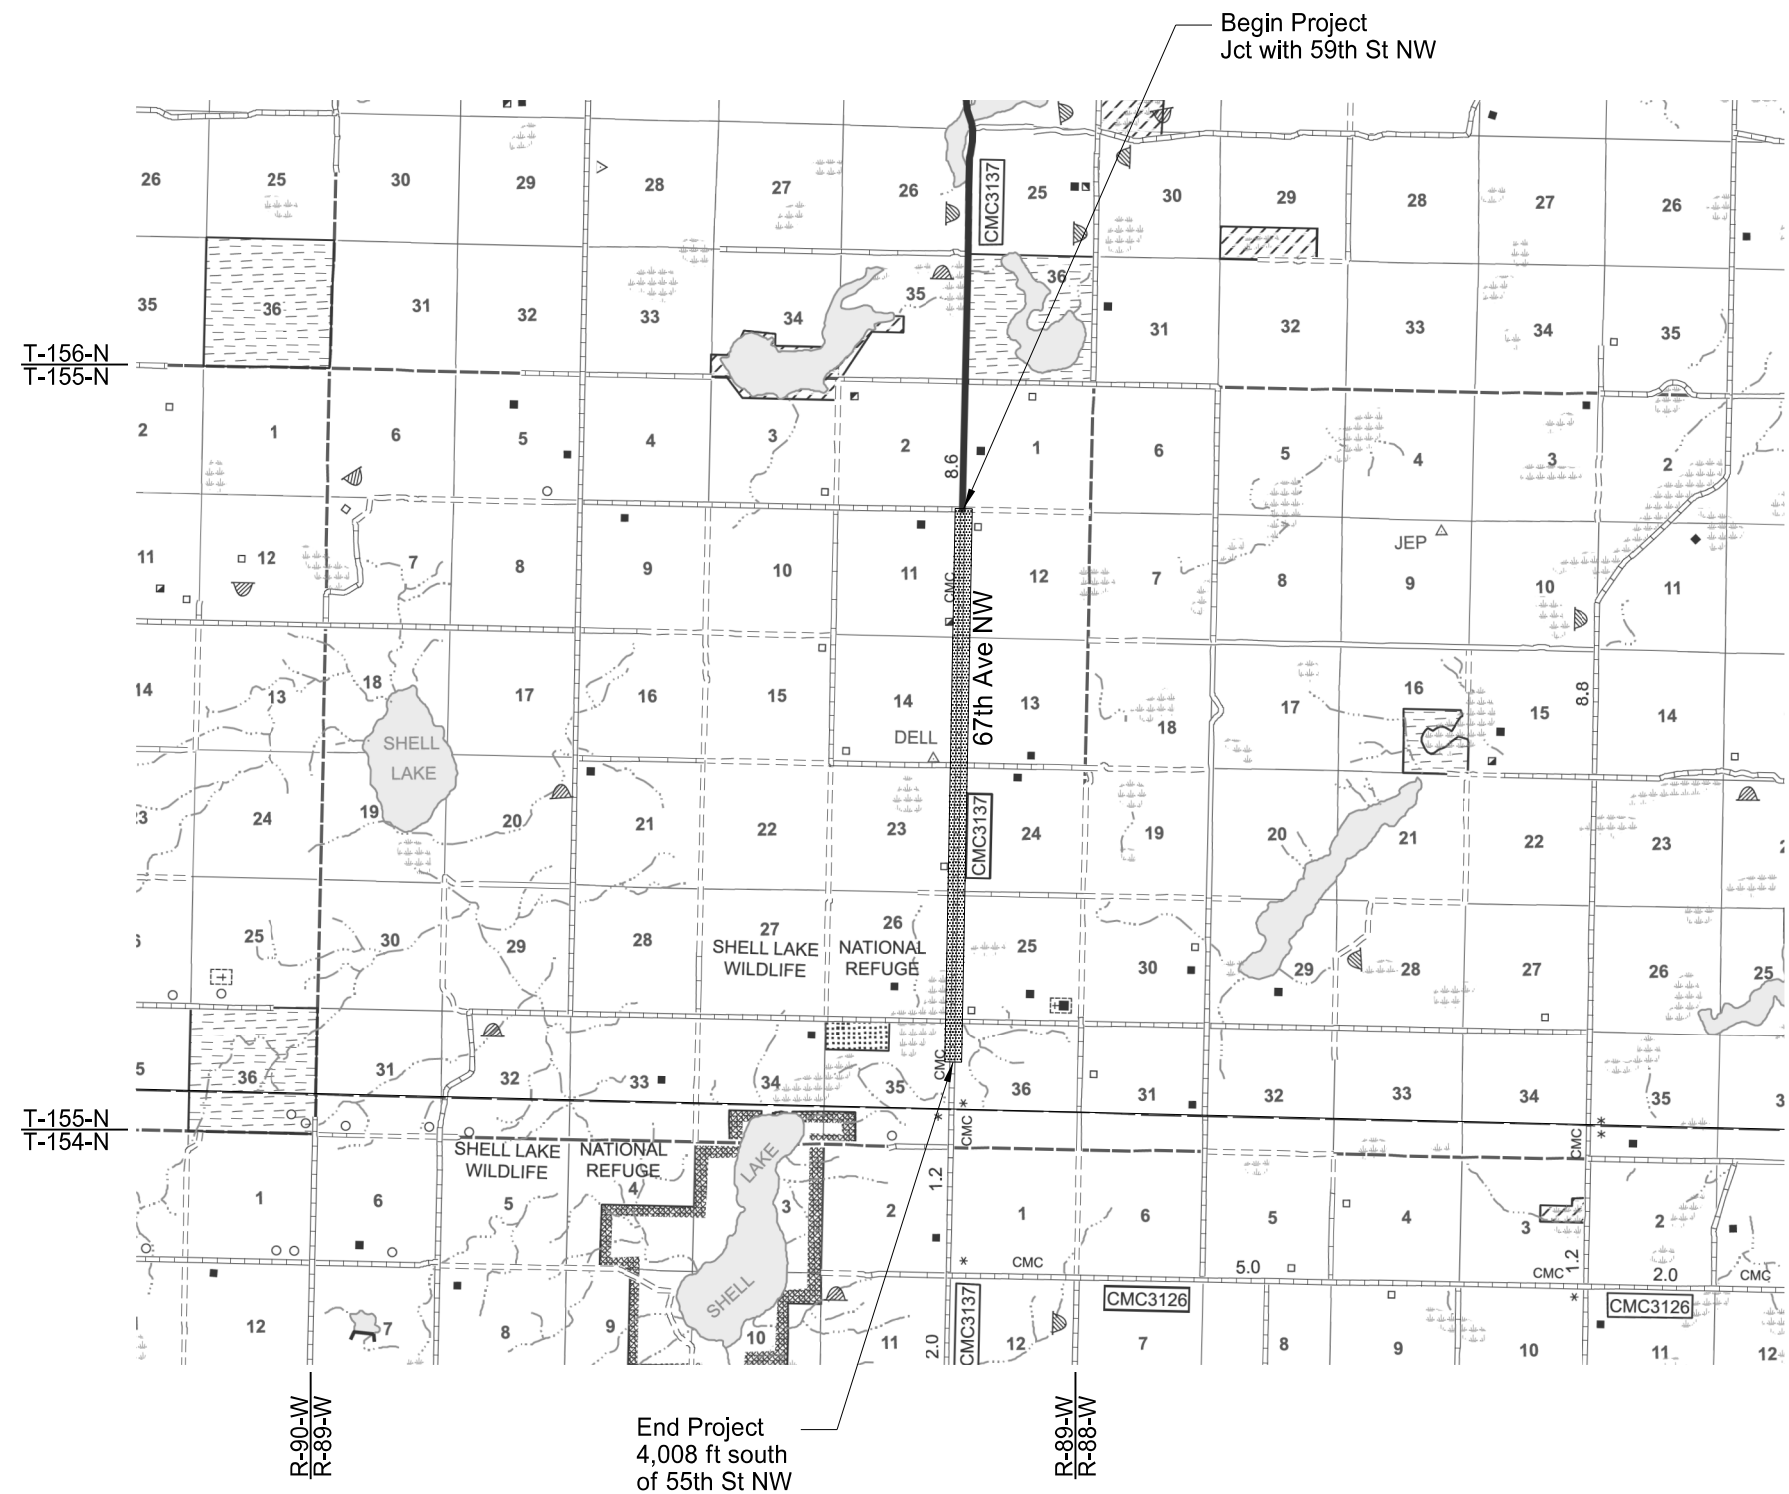 Begin Project
Jct with 59th St NW
26 25 30 29 28 27 26 CMC3137 25 30 29 28 27 26
35 36 31 32 33 34 35 36 31 32 33 34 35
T-156-N
T-155-N
2 1 6 5 4 3 2 8.6 1 6 5 4 3 2
JEP
11 12 7 8 9 10 11 CMC 12 7 8 9 10 11
67th Ave NW
14 13 18 17 16 15 14 13 18 17 16 15 8.8 14
DELL
SHELL
LAKE
24 19 20 21 22 23 CMC3137 24 19 20 21 22 23
25 30 29 28 27 26 25 30 29 28 27 26 25
SHELL LAKE NATIONAL
WILDLIFE REFUGE
36 31 32 33 34 35 CMC 36 31 32 33 34 35
T-155-N
T-154-N
* * * *
CMC CMC
SHELL LAKE NATIONAL
WILDLIFE REFUGE
LAKE
1 6 5 4 3 2 1.2 1 6 5 4 3 2
* CMC 5.0 CMC 1.2 2.0 CMC
SHELL
CMC3137 CMC3126 * CMC3126
12 7 8 9 10 11 2.0 12 7 8 9 10 11 12
R-90-W
R-89-W
R-89-W
R-88-W
End Project
4,008 ft south
of 55th St NW